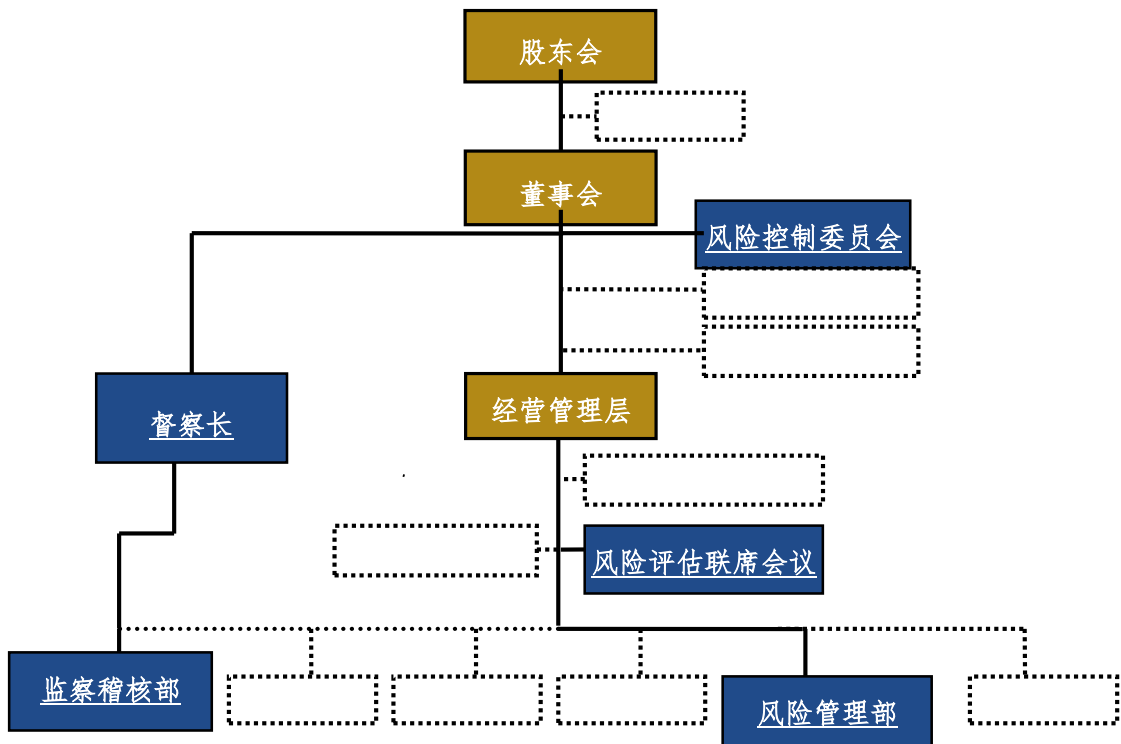 股东会
董事会
风险控制委员会
督察长
经营管理层
风险评估联席会议
监察稽核部
风险管理部